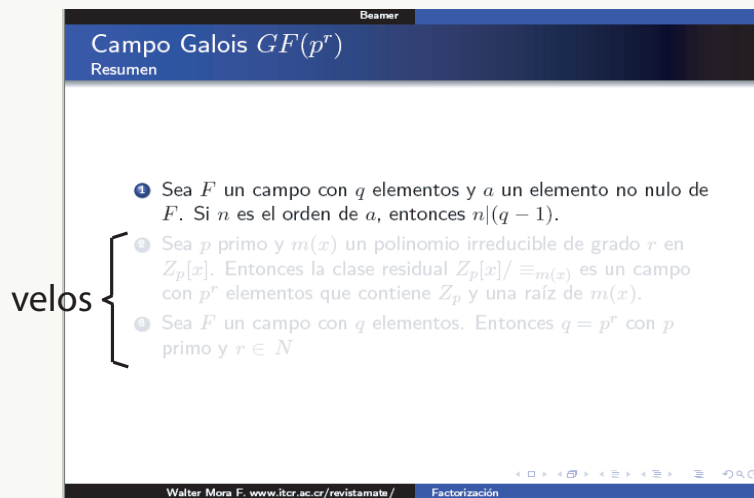 Beamer
Campo Galois GF(p^r)
Resumen
1 Sea F un campo con q elementos y a un elemento no nulo de
F. Si n es el orden de a, entonces n|(q − 1).
2 Sea p primo y m(x) un polinomio irreducible de grado r en
Z_p[x]. Entonces la clase residual Z_p[x]/ ≡_{m(x)} es un campo
con p^r elementos que contiene Z_p y una raíz de m(x).
3 Sea F un campo con q elementos. Entonces q = p^r con p
primo y r ∈ N
velos
Walter Mora F. www.itcr.ac.cr/revistamate/ Factorización